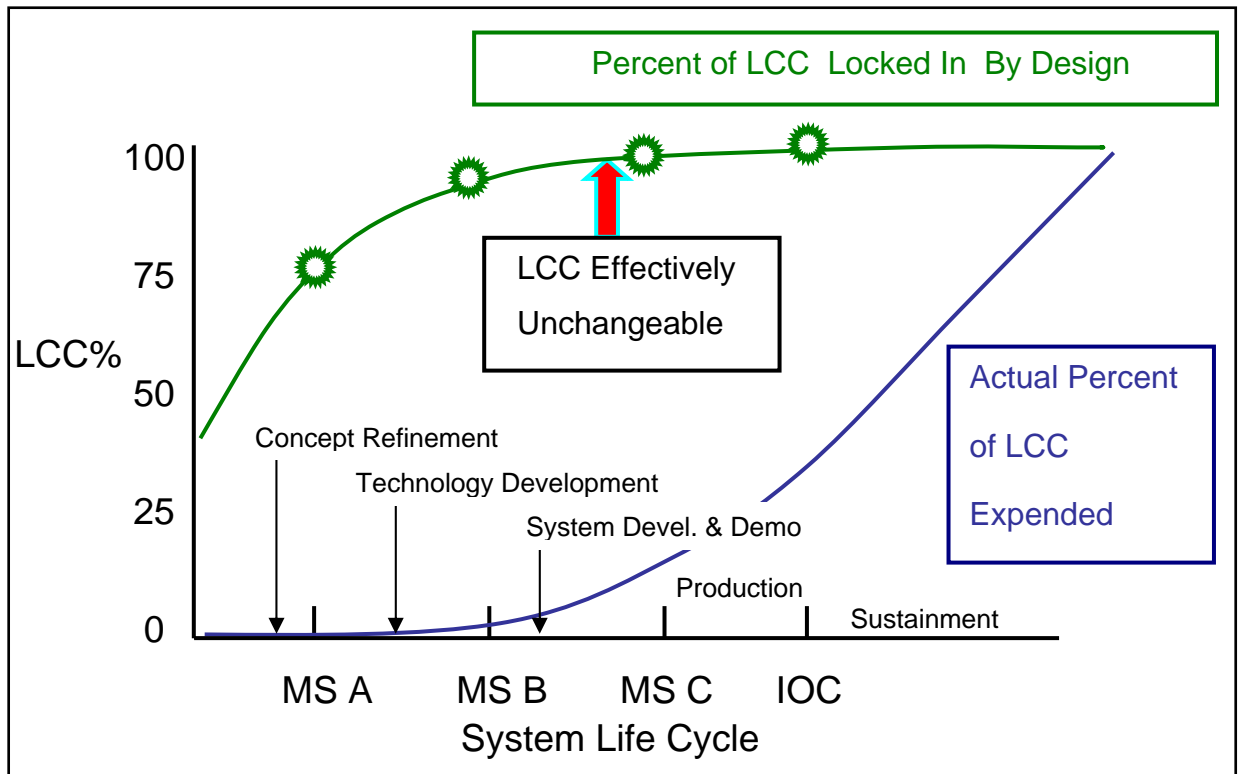 Percent of LCC Locked In By Design
100
75
LCC%
50
25
0
LCC Effectively
Unchangeable
Actual Percent
of LCC
Expended
Concept Refinement
Technology Development
System Devel. & Demo
Production
Sustainment
MS A
MS B
MS C
IOC
System Life Cycle